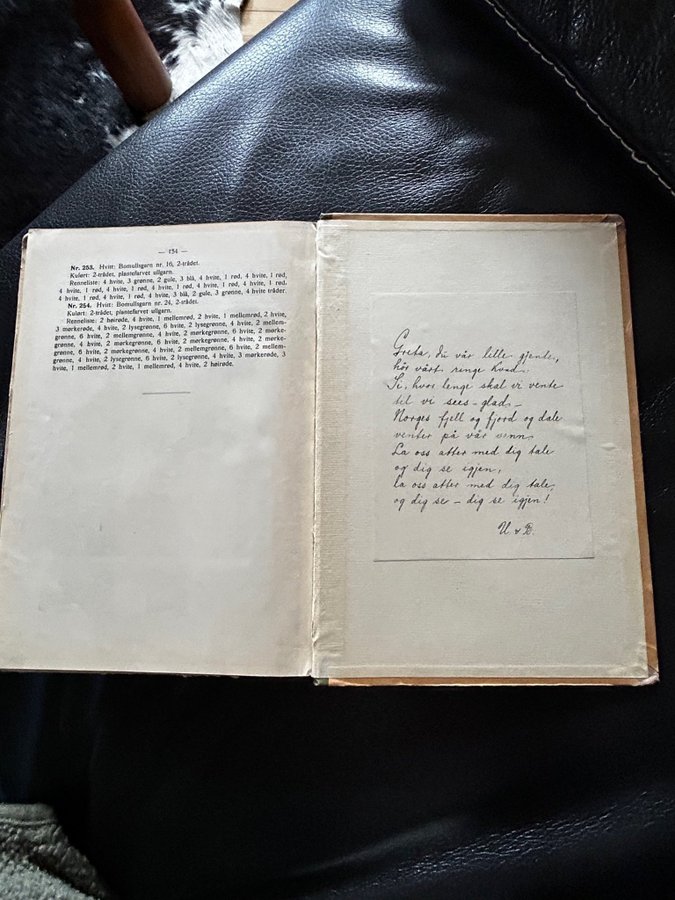 — 134 —
Nr. 253. Hvitt: Bomullsgarn nr. 16, 2-trådet.
Kulørt: 2-trådet, plantefarvet ullgarn.
Renneliste: 4 hvite, 3 grønne, 2 gule, 3 blå, 4 hvite, 1 rød, 4 hvite, 1 rød,
4 hvite, 1 rød, 4 hvite, 1 rød, 4 hvite, 1 rød, 4 hvite, 1 rød, 4 hvite, 1 rød.
4 hvite, 1 rød, 4 hvite, 1 rød, 4 hvite, 3 blå, 2 gule, 3 grønne, 4 hvite tråder.
Nr. 254. Hvitt: Bomullsgarn nr. 24, 2-trådet.
Kulørt: 2-trådet, plantefarvet ullgarn.
Renneliste: 2 høirøde, 4 hvite, 1 mellemrød, 2 hvite, 1 mellemrød, 2 hvite,
3 mørkerøde, 4 hvite, 2 lysegrønne, 6 hvite, 2 lysegrønne, 4 hvite, 2 mellem-
grønne, 6 hvite, 2 mellemgrønne, 4 hvite, 2 mørkegrønne, 6 hvite, 2 mørke-
grønne, 4 hvite, 2 mørkegrønne, 6 hvite, 2 mørkegrønne, 4 hvite, 2 mørke-
grønne, 6 hvite, 2 mørkegrønne, 4 hvite, 2 mellemgrønne, 6 hvite, 2 mellem-
grønne, 4 hvite, 2 lysegrønne, 6 hvite, 2 lysegrønne, 4 hvite, 3 mørkerøde, 3
hvite, 1 mellemrød, 2 hvite, 1 mellemrød, 4 hvite, 2 høirøde.
Greta, du vår lille gjente,
hör vårt ringe kvad.
Si, hvor lenge skal vi vente
til vi sees - glad -
Norges fjell og fjord og dale
venter på vår venn.
La oss atter med dig tale
og dig se igjen,
la oss atter med dig tale,
og dig se - dig se igjen!
U & B.